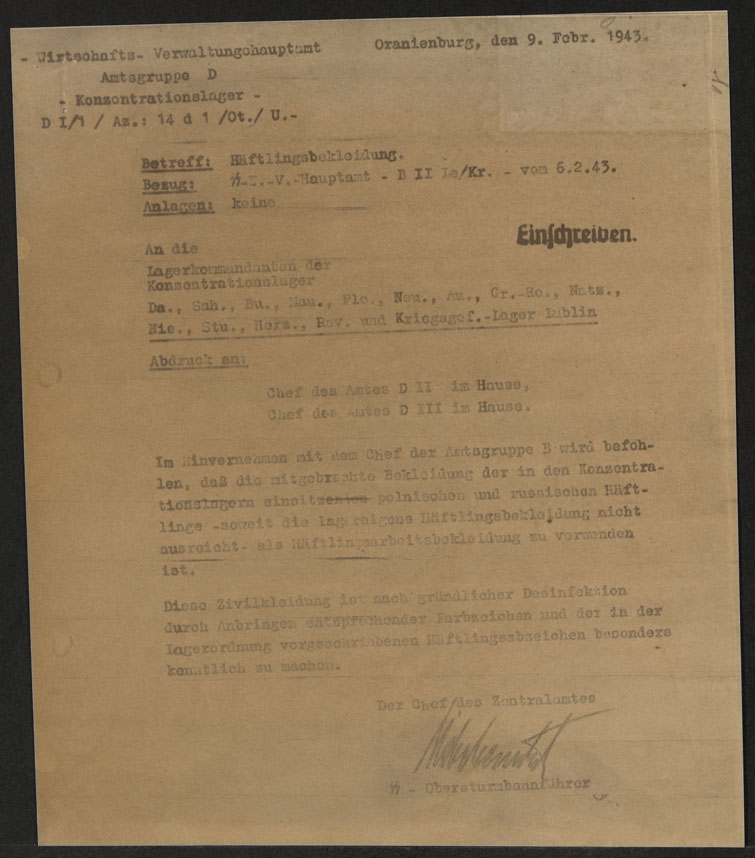 - Wirtschafts- Verwaltungshauptamt
Oranienburg, den 9. Febr. 1943.
Amtsgruppe D
- Konzentrationslager -
D I/1 / Az.: 14 d 1 /Ot./ U.-
Betreff: Häftlingsbekleidung.
Bezug: ᛋᛋ-W.-V.-Hauptamt - B II Le/Kr. - vom 6.2.43.
Anlagen: keine
Einschreiben.
An die
Lagerkommandanten der
Konzentrationslager
Da., Sah., Bu., Mau., Flo., Neu., Au., Gr.-Ro., Natz.,
Nie., Stu., Herz., Rav. und Kriegsgef.-Lager Lublin
Abdruck an:
Chef des Amtes D II im Hause,
Chef des Amtes D III im Hause.
Im Einvernehmen mit dem Chef der Amtsgruppe B wird befoh-
len, daß die mitgebrachte Bekleidung der in den Konzentra-
tionslagern einsitzenden polnischen und russischen Häft-
linge -soweit die lagereigene Häftlingsbekleidung nicht
ausreicht- als Häftlingsarbeitsbekleidung zu verwenden
ist.
Diese Zivilkleidung ist nach gründlicher Desinfektion
durch Anbringen entsprechender Farbzeichen und der in der
Lagerordnung vorgeschriebenen Häftlingsabzeichen besonders
kenntlich zu machen.
Der Chef des Zentralamtes
ᛋᛋ - Obersturmbannführer